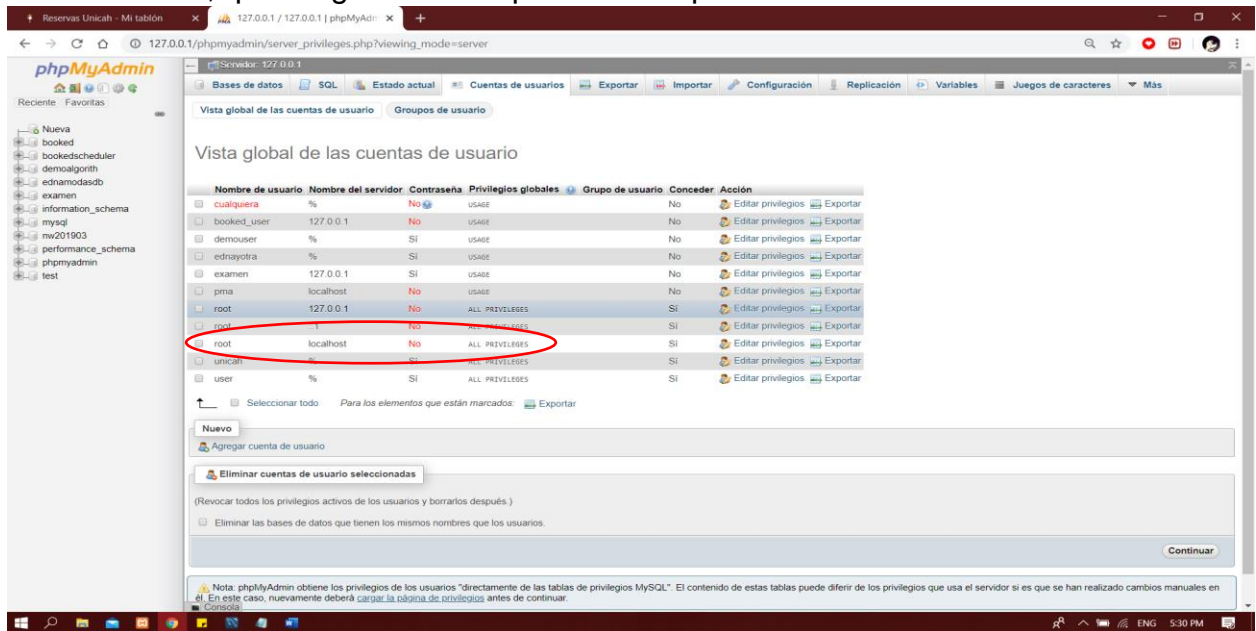 Reservas Unicah - Mi tablón
127.0.0.1 / 127.0.0.1 | phpMyAdm
127.0.0.1/phpmyadmin/server_privileges.php?viewing_mode=server
phpMyAdmin
Reciente Favoritas
Nueva
booked
bookedscheduler
demoalgorith
ednamodasdb
examen
information_schema
mysql
nw201903
performance_schema
phpmyadmin
test
Servidor: 127.0.0.1
Bases de datos SQL Estado actual Cuentas de usuarios Exportar Importar Configuración Replicación Variables Juegos de caracteres Más
Vista global de las cuentas de usuario Groupos de usuario
Vista global de las cuentas de usuario
Nombre de usuario Nombre del servidor Contraseña Privilegios globales Grupo de usuario Conceder Acción
cualquiera % No USAGE No Editar privilegios Exportar
booked_user 127.0.0.1 No USAGE No Editar privilegios Exportar
demouser % Sí USAGE No Editar privilegios Exportar
ednayotra % Sí USAGE No Editar privilegios Exportar
examen 127.0.0.1 Sí USAGE No Editar privilegios Exportar
pma localhost No USAGE No Editar privilegios Exportar
root 127.0.0.1 No ALL PRIVILEGES Sí Editar privilegios Exportar
root ::1 No ALL PRIVILEGES Sí Editar privilegios Exportar
root localhost No ALL PRIVILEGES Sí Editar privilegios Exportar
unicah % Sí ALL PRIVILEGES Sí Editar privilegios Exportar
user % Sí ALL PRIVILEGES Sí Editar privilegios Exportar
Seleccionar todo Para los elementos que están marcados: Exportar
Nuevo
Agregar cuenta de usuario
Eliminar cuentas de usuario seleccionadas
(Revocar todos los privilegios activos de los usuarios y borrarlos después.)
Eliminar las bases de datos que tienen los mismos nombres que los usuarios.
Continuar
Nota: phpMyAdmin obtiene los privilegios de los usuarios "directamente de las tablas de privilegios MySQL". El contenido de estas tablas puede diferir de los privilegios que usa el servidor si es que se han realizado cambios manuales en
él. En este caso, nuevamente deberá cargar la página de privilegios antes de continuar.
Consola
ENG 5:30 PM